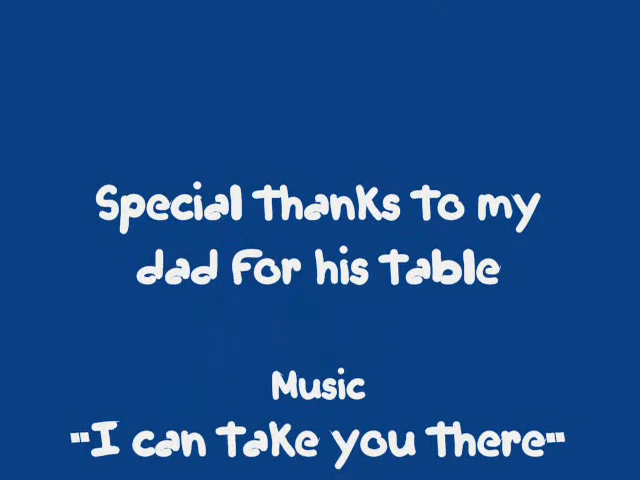 Special thanks to my
dad for his table
Music
"I can take you there"